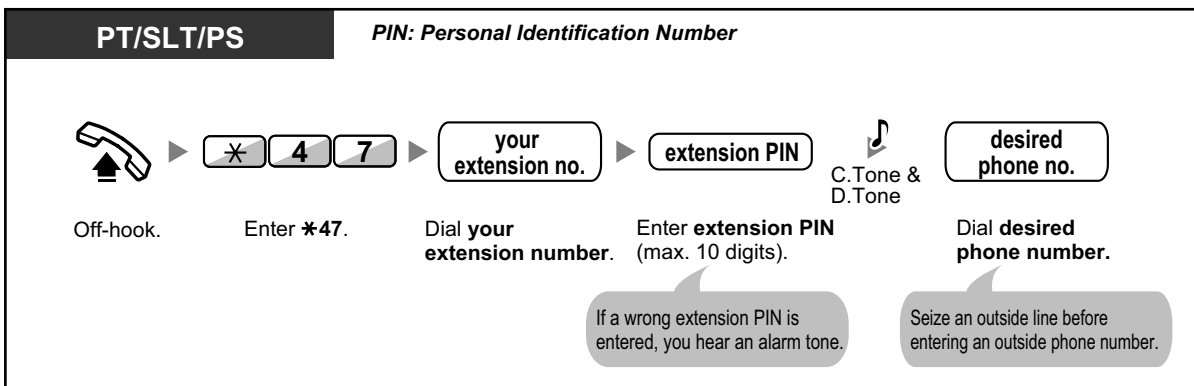 PT/SLT/PS
PIN: Personal Identification Number
✳ 4 7
your
extension no.
extension PIN
C.Tone &
D.Tone
desired
phone no.
Off-hook.
Enter ✳47.
Dial your
extension number.
Enter extension PIN
(max. 10 digits).
Dial desired
phone number.
If a wrong extension PIN is
entered, you hear an alarm tone.
Seize an outside line before
entering an outside phone number.